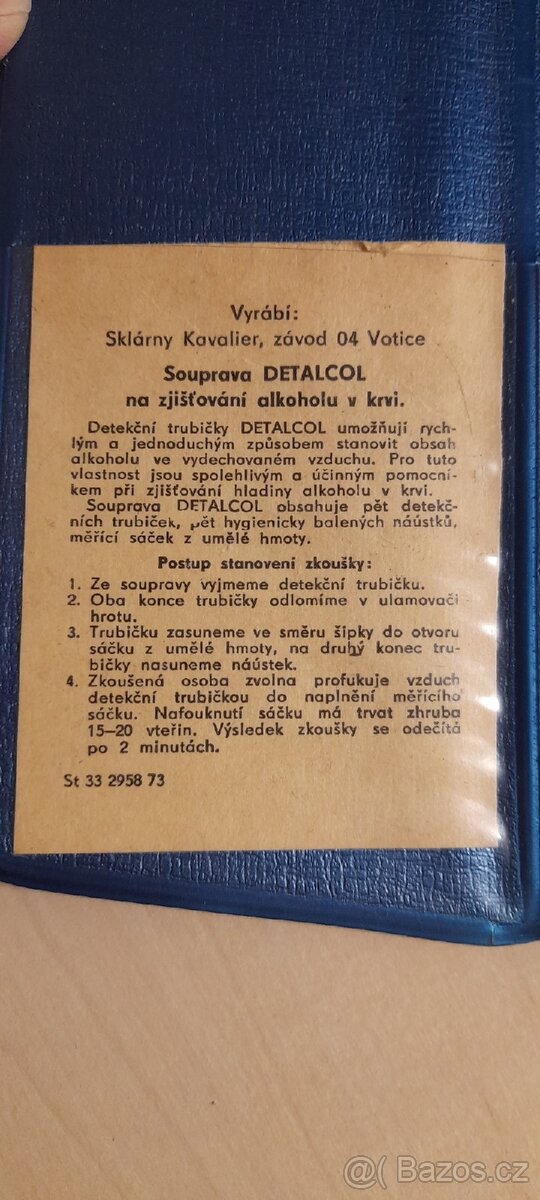 Vyrábí:
Sklárny Kavalier, závod 04 Votice
Souprava DETALCOL
na zjišťování alkoholu v krvi.
Detekční trubičky DETALCOL umožňují rych-
lým a jednoduchým způsobem stanovit obsah
alkoholu ve vydechovaném vzduchu. Pro tuto
vlastnost jsou spolehlivým a účinným pomocní-
kem při zjišťování hladiny alkoholu v krvi.
Souprava DETALCOL obsahuje pět detekč-
ních trubiček, pět hygienicky balených náústků,
měřící sáček z umělé hmoty.
Postup stanovení zkoušky:
1. Ze soupravy vyjmeme detekční trubičku.
2. Oba konce trubičky odlomíme v ulamovači
hrotu.
3. Trubičku zasuneme ve směru šipky do otvoru
sáčku z umělé hmoty, na druhý konec tru-
bičky nasuneme náústek.
4. Zkoušená osoba zvolna profukuje vzduch
detekční trubičkou do naplnění měřícího
sáčku. Nafouknutí sáčku má trvat zhruba
15–20 vteřin. Výsledek zkoušky se odečítá
po 2 minutách.
St 33 2958 73
@( Bazos.cz